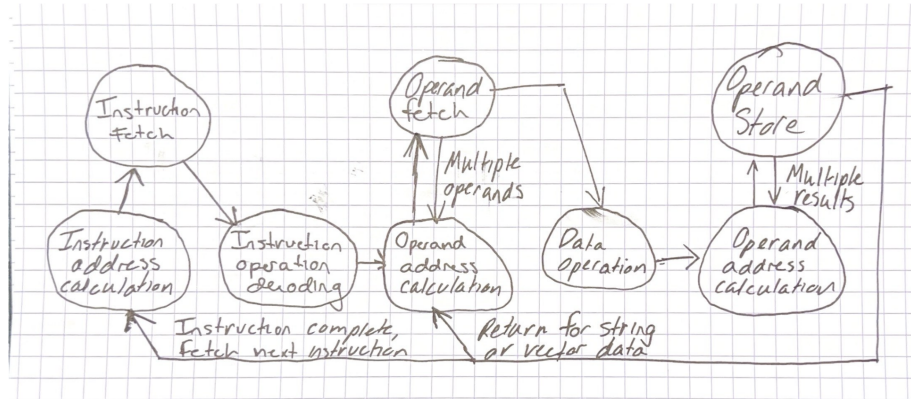 Instruction
Fetch
Operand
fetch
Operand
Store
Multiple
operands
Multiple
results
Instruction
address
calculation
Instruction
operation
decoding
Operand
address
calculation
Data
operation
Operand
address
calculation
Instruction complete,
Fetch next nstruction
Return for string
or vector data